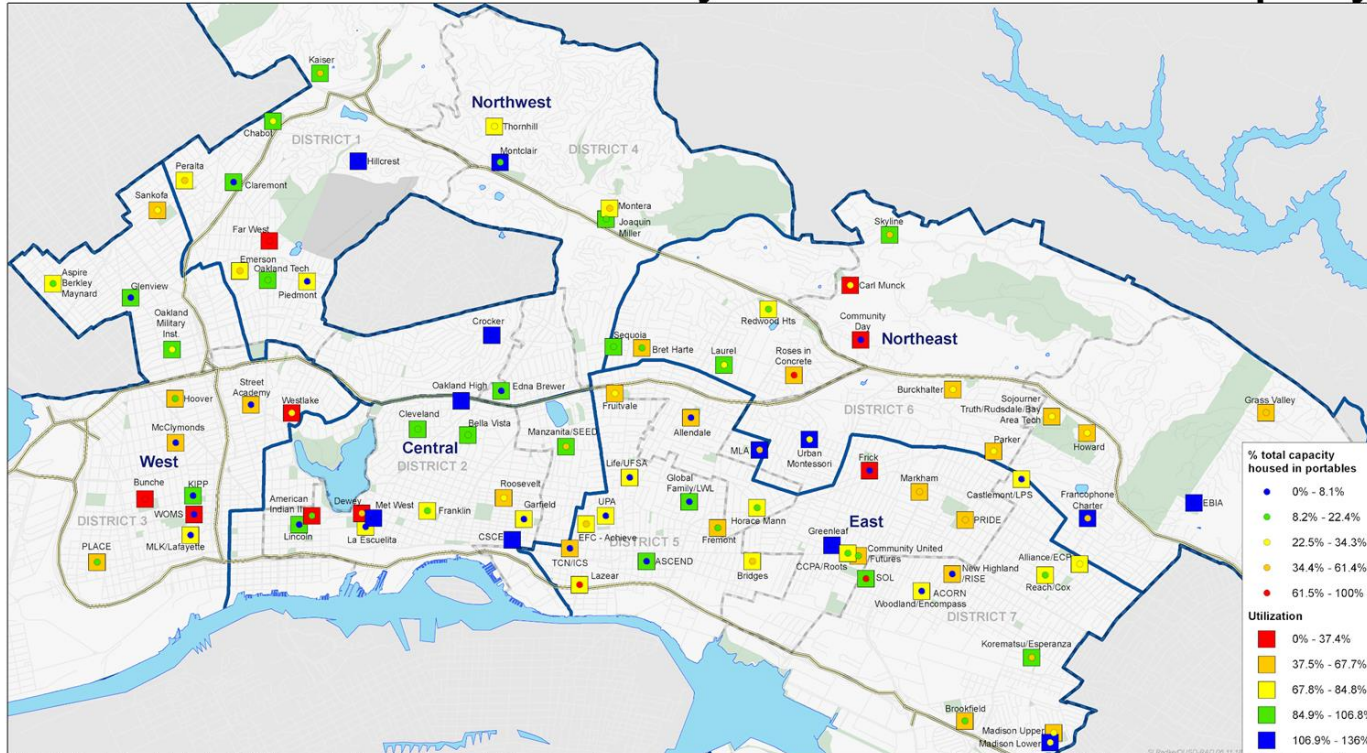 Kaiser
Northwest
Chabot
Thornhill
DISTRICT 1
DISTRICT 4
Hillcrest
Montclair
Peralta
Claremont
Sankofa
Montera
Joaquin
Miller
Skyline
Far West
Emerson
Oakland Tech
Piedmont
Aspire
Berkley
Maynard
Glenview
Carl Munck
Oakland
Military
Inst.
Crocker
Redwood Hts
Community
Day
Northeast
Sequoia
Bret Harte
Laurel
Roses in
Concrete
Street
Academy
Hoover
Westlake
Oakland High
Edna Brewer
Fruitvale
Burckhalter
Sojourner
Truth/Rudsdale/Bay
Area Tech
Grass Valley
DISTRICT 6
McClymonds
Cleveland
Bella Vista
Manzanita/SEED
Allendale
Howard
Parker
West
Central
DISTRICT 2
MLA
Urban
Montessori
Bunche
KIPP
Life/UFSA
Frick
Castlemont/LPS
WOMS
American
Indian II
Dewey
Met West
Roosevelt
Global
Family/LWL
Markham
Francophone
Charter
EBIA
DISTRICT 3
Lincoln
La Escuelita
Franklin
Garfield
UPA
Horace Mann
East
PRIDE
MLK/Lafayette
CSCE
EFC - Achieve
DISTRICT 5
Fremont
Greenleaf
PLACE
TCN/ICS
ASCEND
Bridges
CCPA/Roots
Community United
/Futures
Alliance/ECP
Lazear
SOL
New Highland
/RISE
Reach/Cox
ACORN
Woodland/Encompass
DISTRICT 7
Korematsu/Esperanza
Brookfield
Madison Upper
Madison Lower
% total capacity
housed in portables
0% - 8.1%
8.2% - 22.4%
22.5% - 34.3%
34.4% - 61.4%
61.5% - 100%
Utilization
0% - 37.4%
37.5% - 67.7%
67.8% - 84.8%
84.9% - 106.8%
106.9% - 136%